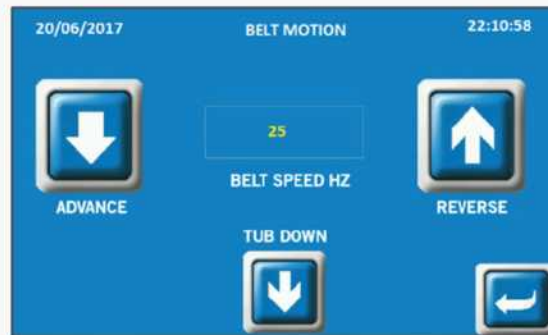 20/06/2017 BELT MOTION 22:10:58
25
BELT SPEED HZ
ADVANCE REVERSE
TUB DOWN